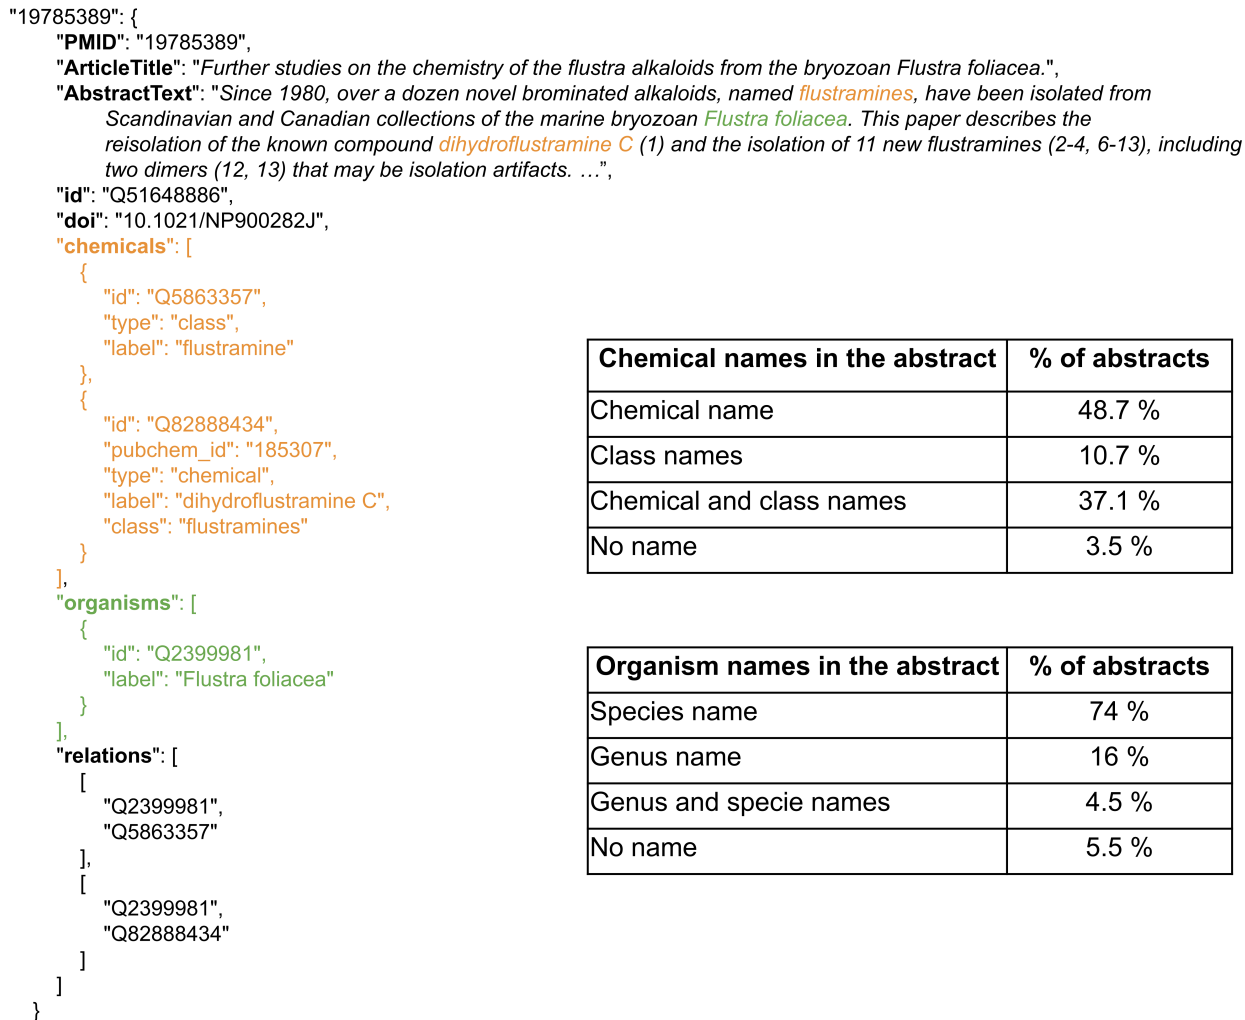 "19785389": {
"PMID": "19785389",
"ArticleTitle": "Further studies on the chemistry of the flustra alkaloids from the bryozoan Flustra foliacea.",
"AbstractText": "Since 1980, over a dozen novel brominated alkaloids, named flustramines, have been isolated from
Scandinavian and Canadian collections of the marine bryozoan Flustra foliacea. This paper describes the
reisolation of the known compound dihydroflustramine C (1) and the isolation of 11 new flustramines (2-4, 6-13), including
two dimers (12, 13) that may be isolation artifacts. …”,
"id": "Q51648886",
"doi": "10.1021/NP900282J",
"chemicals": [
{
"id": "Q5863357",
"type": "class",
"label": "flustramine"
},
{
"id": "Q82888434",
"pubchem_id": "185307",
"type": "chemical",
"label": "dihydroflustramine C",
"class": "flustramines"
}
],
"organisms": [
{
"id": "Q2399981",
"label": "Flustra foliacea"
}
],
"relations": [
[
"Q2399981",
"Q5863357"
],
[
"Q2399981",
"Q82888434"
]
]
}
Chemical names in the abstract % of abstracts
Chemical name 48.7 %
Class names 10.7 %
Chemical and class names 37.1 %
No name 3.5 %
Organism names in the abstract % of abstracts
Species name 74 %
Genus name 16 %
Genus and specie names 4.5 %
No name 5.5 %